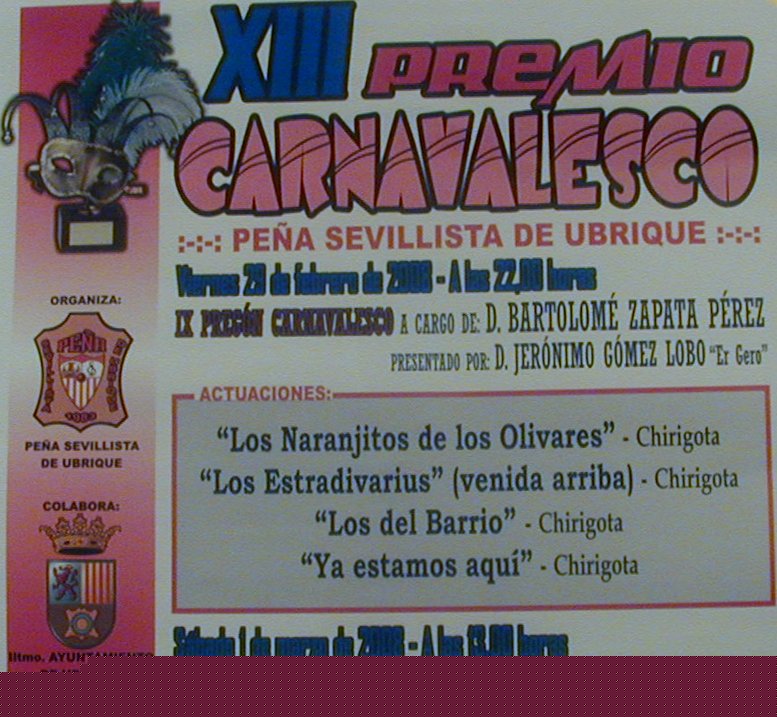 XIII PREMIO
CARNAVALESCO
:-:-: PEÑA SEVILLISTA DE UBRIQUE :-:-:
Viernes 29 de febrero de 2008 - A las 22,00 horas
IX PREGÓN CARNAVALESCO A CARGO DE: D. BARTOLOMÉ ZAPATA PÉREZ
PRESENTADO POR: D. JERÓNIMO GÓMEZ LOBO "Er Gero"
ACTUACIONES:
"Los Naranjitos de los Olivares" - Chirigota
"Los Estradivarius" (venida arriba) - Chirigota
"Los del Barrio" - Chirigota
"Ya estamos aquí" - Chirigota
Sábado 1 de marzo de 2008 - A las 13,00 horas
ORGANIZA:
PEÑA
1983
PEÑA SEVILLISTA
DE UBRIQUE
COLABORA:
Iltmo. AYUNTAMIENTO